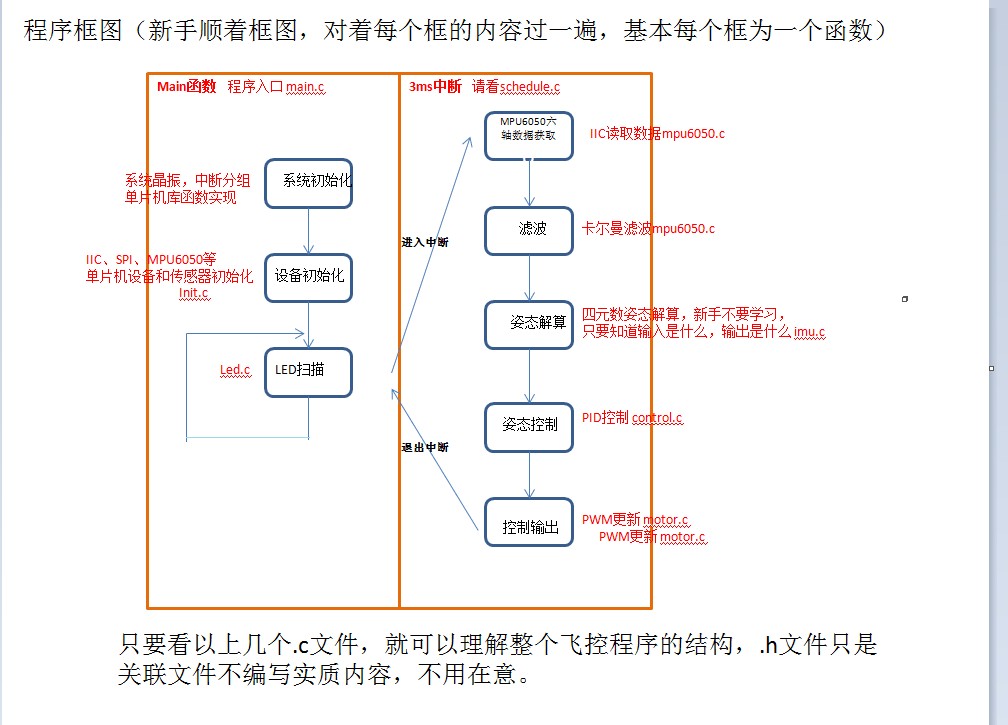 程序框图（新手顺着框图，对着每个框的内容过一遍，基本每个框为一个函数）
Main函数 程序入口 main.c
系统晶振，中断分组
单片机库函数实现
系统初始化
IIC、SPI、MPU6050等
单片机设备和传感器初始化
Init.c
设备初始化
Led.c
LED扫描
3ms中断 请看schedule.c
进入中断
退出中断
MPU6050六
轴数据获取
IIC读取数据mpu6050.c
滤波
卡尔曼滤波mpu6050.c
姿态解算
四元数姿态解算，新手不要学习，
只要知道输入是什么，输出是什么 imu.c
姿态控制
PID控制 control.c
控制输出
PWM更新 motor.c
PWM更新 motor.c
只要看以上几个.c文件，就可以理解整个飞控程序的结构，.h文件只是
关联文件不编写实质内容，不用在意。